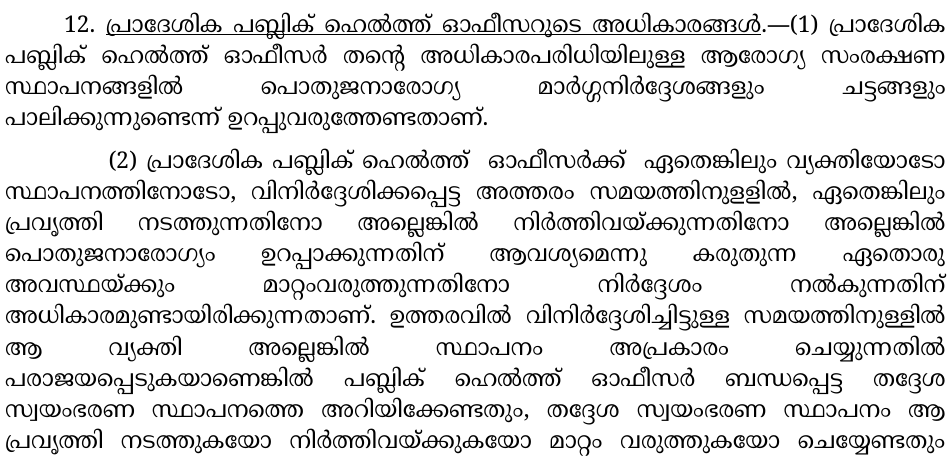 12. പ്രാദേശിക പബ്ലിക് ഹെൽത്ത് ഓഫീസറുടെ അധികാരങ്ങൾ.—(1) പ്രാദേശിക
പബ്ലിക് ഹെൽത്ത് ഓഫീസർ തന്റെ അധികാരപരിധിയിലുള്ള ആരോഗ്യ സംരക്ഷണ
സ്ഥാപനങ്ങളിൽ പൊതുജനാരോഗ്യ മാർഗ്ഗനിർദ്ദേശങ്ങളും ചട്ടങ്ങളും
പാലിക്കുന്നുണ്ടെന്ന് ഉറപ്പുവരുത്തേണ്ടതാണ്.
(2) പ്രാദേശിക പബ്ലിക് ഹെൽത്ത് ഓഫീസർക്ക് ഏതെങ്കിലും വ്യക്തിയോടോ
സ്ഥാപനത്തിനോടോ, വിനിർദ്ദേശിക്കപ്പെട്ട അത്തരം സമയത്തിനുളളിൽ, ഏതെങ്കിലും
പ്രവൃത്തി നടത്തുന്നതിനോ അല്ലെങ്കിൽ നിർത്തിവയ്ക്കുന്നതിനോ അല്ലെങ്കിൽ
പൊതുജനാരോഗ്യം ഉറപ്പാക്കുന്നതിന് ആവശ്യമെന്നു കരുതുന്ന ഏതൊരു
അവസ്ഥയ്ക്കും മാറ്റംവരുത്തുന്നതിനോ നിർദ്ദേശം നൽകുന്നതിന്
അധികാരമുണ്ടായിരിക്കുന്നതാണ്. ഉത്തരവിൽ വിനിർദ്ദേശിച്ചിട്ടുള്ള സമയത്തിനുള്ളിൽ
ആ വ്യക്തി അല്ലെങ്കിൽ സ്ഥാപനം അപ്രകാരം ചെയ്യുന്നതിൽ
പരാജയപ്പെടുകയാണെങ്കിൽ പബ്ലിക് ഹെൽത്ത് ഓഫീസർ ബന്ധപ്പെട്ട തദ്ദേശ
സ്വയംഭരണ സ്ഥാപനത്തെ അറിയിക്കേണ്ടതും, തദ്ദേശ സ്വയംഭരണ സ്ഥാപനം ആ
പ്രവൃത്തി നടത്തുകയോ നിർത്തിവയ്ക്കുകയോ മാറ്റം വരുത്തുകയോ ചെയ്യേണ്ടതും